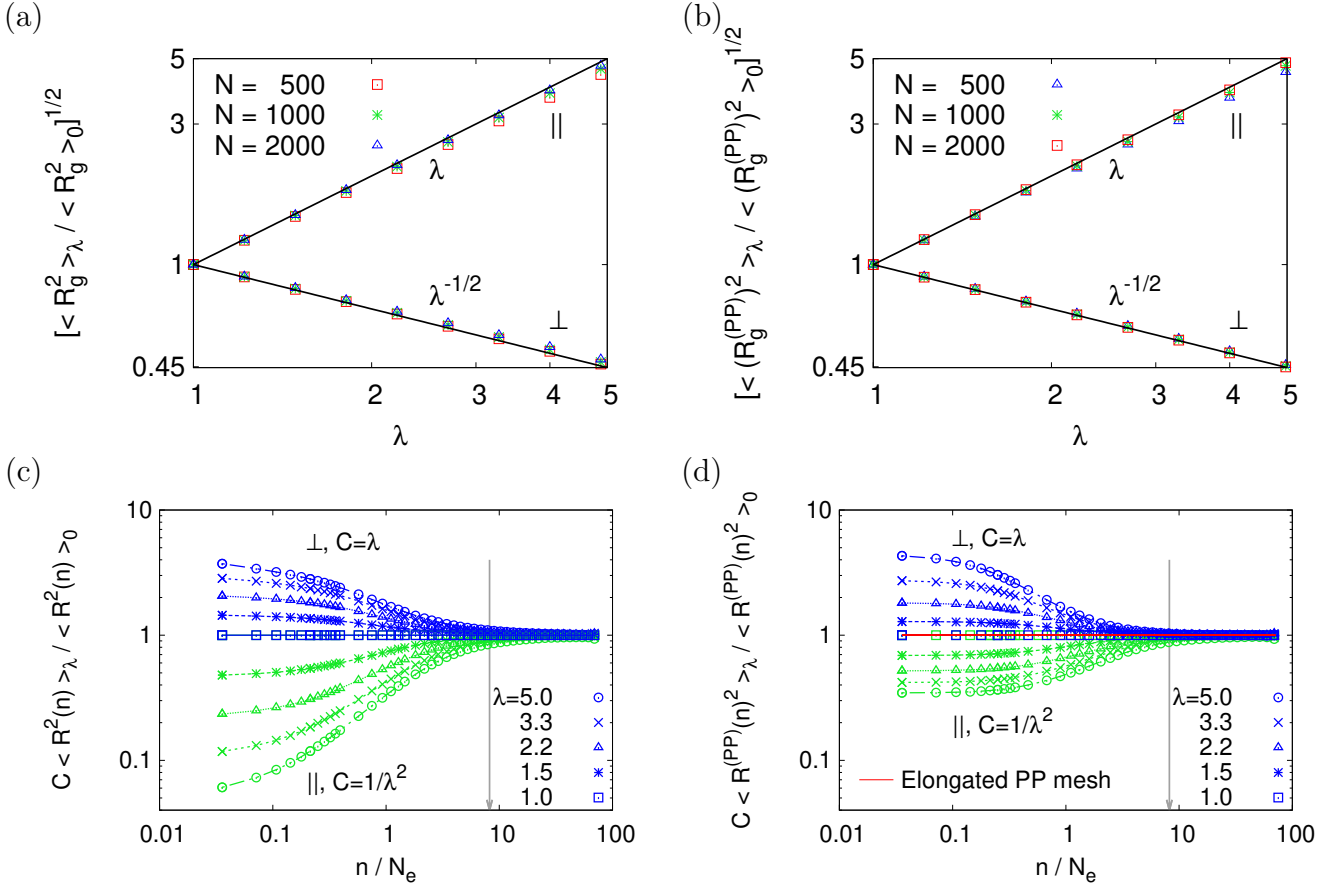 (a)
[< R_g^2 >_λ / < R_g^2 >_0]^{1/2}
5
3
1
0.45
N = 500
N = 1000
N = 2000
||
λ
λ^{-1/2}
⊥
1 2 3 4 5
λ
(b)
[< (R_g^{(PP)})^2 >_λ / < (R_g^{(PP)})^2 >_0]^{1/2}
5
3
1
0.45
N = 500
N = 1000
N = 2000
||
λ
λ^{-1/2}
⊥
1 2 3 4 5
λ
(c)
C < R^2(n) >_λ / < R^2(n) >_0
10
1
0.1
⊥, C=λ
||, C=1/λ^2
λ=5.0
3.3
2.2
1.5
1.0
0.01 0.1 1 10 100
n / N_e
(d)
C < R^{(PP)}(n)^2 >_λ / < R^{(PP)}(n)^2 >_0
10
1
0.1
⊥, C=λ
||, C=1/λ^2
λ=5.0
3.3
2.2
1.5
1.0
Elongated PP mesh
0.01 0.1 1 10 100
n / N_e